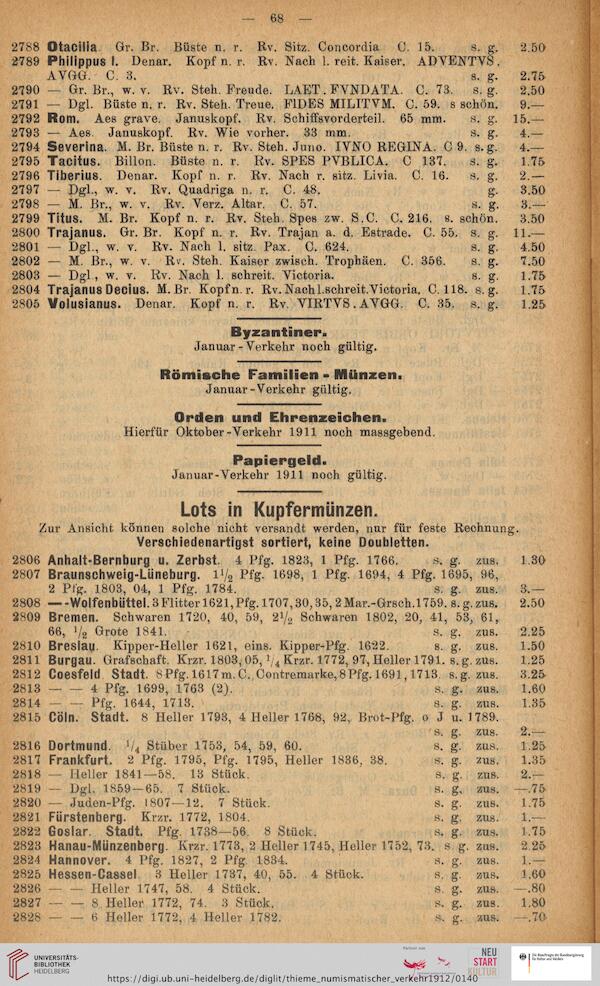 — 68 —
2788 Otacilia. Gr. Br. Büste n. r. Rv. Sitz. Concordia C. 15. s. g. 2.50
2789 Philippus I. Denar. Kopf n. r. Rv. Nach l. reit. Kaiser. ADVENTVS.
AVGG. C. 3. s. g. 2.75
2790 — Gr. Br., w. v. Rv. Steh. Freude. LAET. FVNDATA. C. 73. s. g. 2.50
2791 — Dgl. Büste n. r. Rv. Steh. Treue. FIDES MILITVM. C. 59. s schön. 9.—
2792 Rom. Aes grave. Januskopf. Rv. Schiffsvorderteil. 65 mm. s. g. 15.—
2793 — Aes. Januskopf. Rv. Wie vorher. 33 mm. s. g. 4.—
2794 Severina. M. Br. Büste n. r. Rv. Steh. Juno. IVNO REGINA. C 9. s. g. 4.—
2795 Tacitus. Billon. Büste n. r. Rv. SPES PVBLICA. C 137. s. g. 1.75
2796 Tiberius. Denar. Kopf n. r. Rv. Nach r. sitz. Livia. C. 16. s. g. 2.—
2797 — Dgl., w. v. Rv. Quadriga n. r. C. 48. g. 3.50
2798 — M. Br., w. v. Rv. Verz. Altar. C. 57. s. g. 3.—
2799 Titus. M. Br. Kopf n. r. Rv. Steh. Spes zw. S.C. C. 216. s. schön. 3.50
2800 Trajanus. Gr. Br. Kopf n. r. Rv. Trajan a. d. Estrade. C. 55. s. g. 11.—
2801 — Dgl., w. v. Rv. Nach l. sitz. Pax. C. 624. s. g. 4.50
2802 — M. Br., w. v. Rv. Steh. Kaiser zwisch. Trophäen. C. 356. s. g. 7.50
2803 — Dgl., w. v. Rv. Nach l. schreit. Victoria. s. g. 1.75
2804 Trajanus Decius. M. Br. Kopf n. r. Rv. Nach l. schreit. Victoria. C. 118. s. g. 1.75
2805 Volusianus. Denar. Kopf n. r. Rv. VIRTVS. AVGG. C. 35. s. g. 1.25
Byzantiner.
Januar-Verkehr noch gültig.
Römische Familien-Münzen.
Januar-Verkehr gültig.
Orden und Ehrenzeichen.
Hierfür Oktober-Verkehr 1911 noch massgebend.
Papiergeld.
Januar-Verkehr 1911 noch gültig.
Lots in Kupfermünzen.
Zur Ansicht können solche nicht versandt werden, nur für feste Rechnung.
Verschiedenartigst sortiert, keine Doubletten.
2806 Anhalt-Bernburg u. Zerbst. 4 Pfg. 1823, 1 Pfg. 1766. s. g. zus. 1.30
2807 Braunschweig-Lüneburg. 1 1/2 Pfg. 1698, 1 Pfg. 1694, 4 Pfg. 1695, 96,
2 Pfg. 1803, 04, 1 Pfg. 1784. s. g. zus. 3.—
2808 — -Wolfenbüttel. 3 Flitter 1621, Pfg. 1707, 30, 35, 2 Mar.-Grsch. 1759. s. g. zus. 2.50
2809 Bremen. Schwaren 1720, 40, 59, 2 1/2 Schwaren 1802, 20, 41, 53, 61,
66, 1/2 Grote 1841. s. g. zus. 2.25
2810 Breslau. Kipper-Heller 1621, eins. Kipper-Pfg. 1622. s. g. zus. 1.50
2811 Burgau. Grafschaft. Krzr. 1803, 05, 1/4 Krzr. 1772, 97, Heller 1791. s. g. zus. 1.25
2812 Coesfeld Stadt. 8 Pfg. 1617 m. C., Contremarke, 8 Pfg. 1691, 1713. s. g. zus. 3.25
2813 — — 4 Pfg. 1699, 1763 (2). s. g. zus. 1.60
2814 — — Pfg. 1644, 1713. s. g. zus. 1.35
2815 Cöln. Stadt. 8 Heller 1793, 4 Heller 1768, 92, Brot-Pfg. o J u. 1789.
s. g. zus. 2.—
2816 Dortmund. 1/4 Stüber 1753, 54, 59, 60. s. g. zus. 1.25
2817 Frankfurt. 2 Pfg. 1795, Pfg. 1795, Heller 1836, 38. s. g. zus. 1.35
2818 — Heller 1841—58. 13 Stück. s. g. zus. 2.—
2819 — Dgl. 1859—65. 7 Stück. s. g. zus. —.75
2820 — Juden-Pfg. 1807—12. 7 Stück. s. g. zus. 1.75
2821 Fürstenberg. Krzr. 1772, 1804. s. g. zus. 1.—
2822 Goslar. Stadt. Pfg. 1738—56. 8 Stück. s. g. zus. 1.75
2823 Hanau-Münzenberg. Krzr. 1773, 2 Heller 1745, Heller 1752, 73. s. g. zus. 2.25
2824 Hannover. 4 Pfg. 1827, 2 Pfg. 1834. s. g. zus. 1.—
2825 Hessen-Cassel 3 Heller 1737, 40, 55. 4 Stück. s. g. zus. 1.60
2826 — — Heller 1747, 58. 4 Stück. s. g. zus. —.80
2827 — — 8 Heller 1772, 74. 3 Stück. s. g. zus. 1.80
2828 — — 6 Heller 1772, 4 Heller 1782. s. g. zus. —.70
UNIVERSITÄTS-
BIBLIOTHEK
HEIDELBERG
https://digi.ub.uni-heidelberg.de/diglit/thieme_numismatischer_verkehr1912/0140
NEU
START
KULTUR